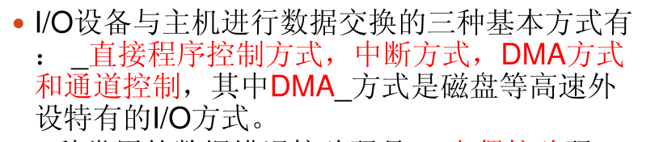 • I/O设备与主机进行数据交换的三种基本方式有
： _直接程序控制方式，中断方式，DMA方式
和通道控制，其中DMA_方式是磁盘等高速外
设特有的I/O方式。